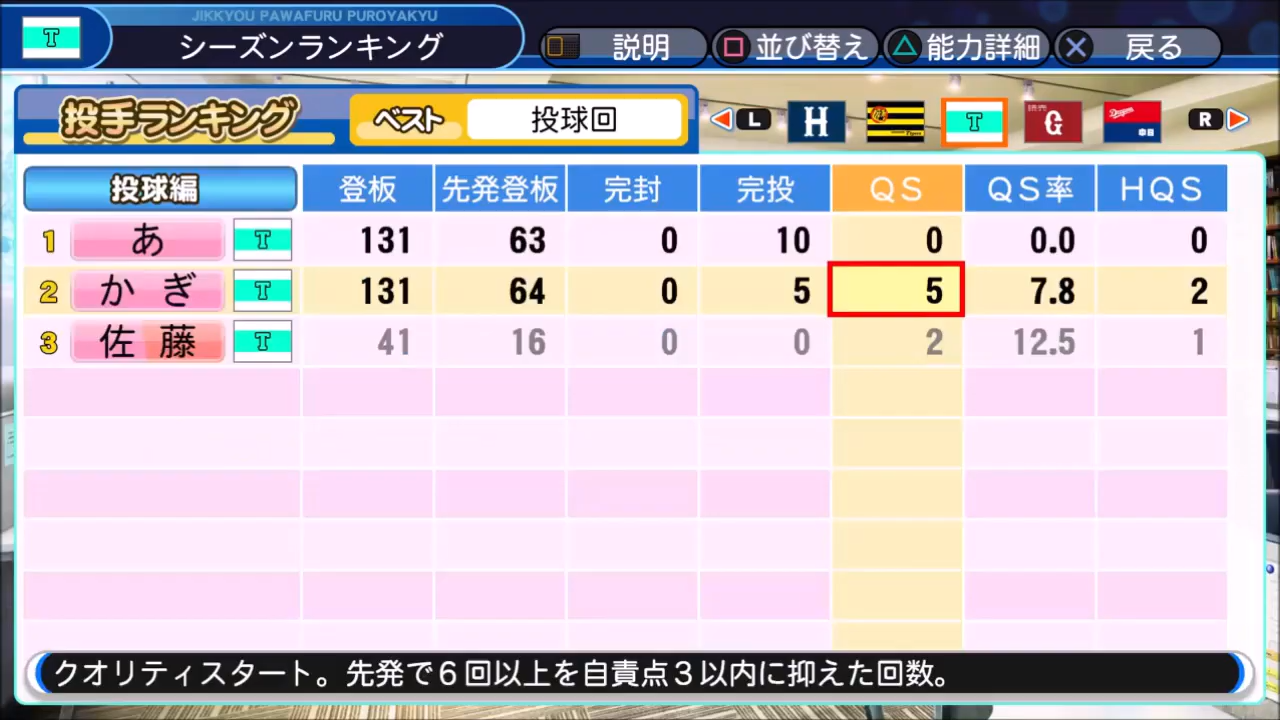 JIKKYOU PAWAFURU PUROYAKYU
T シーズンランキング 説明 並び替え 能力詳細 戻る
投手ランキング ベスト 投球回 L H Tigers T 読売 G Dragons 中日 R
投球編 登板 先発登板 完封 完投 QS QS率 HQS
1 あ T 131 63 0 10 0 0.0 0
2 かぎ T 131 64 0 5 5 7.8 2
3 佐藤 T 41 16 0 0 2 12.5 1
クオリティスタート。先発で6回以上を自責点3以内に抑えた回数。